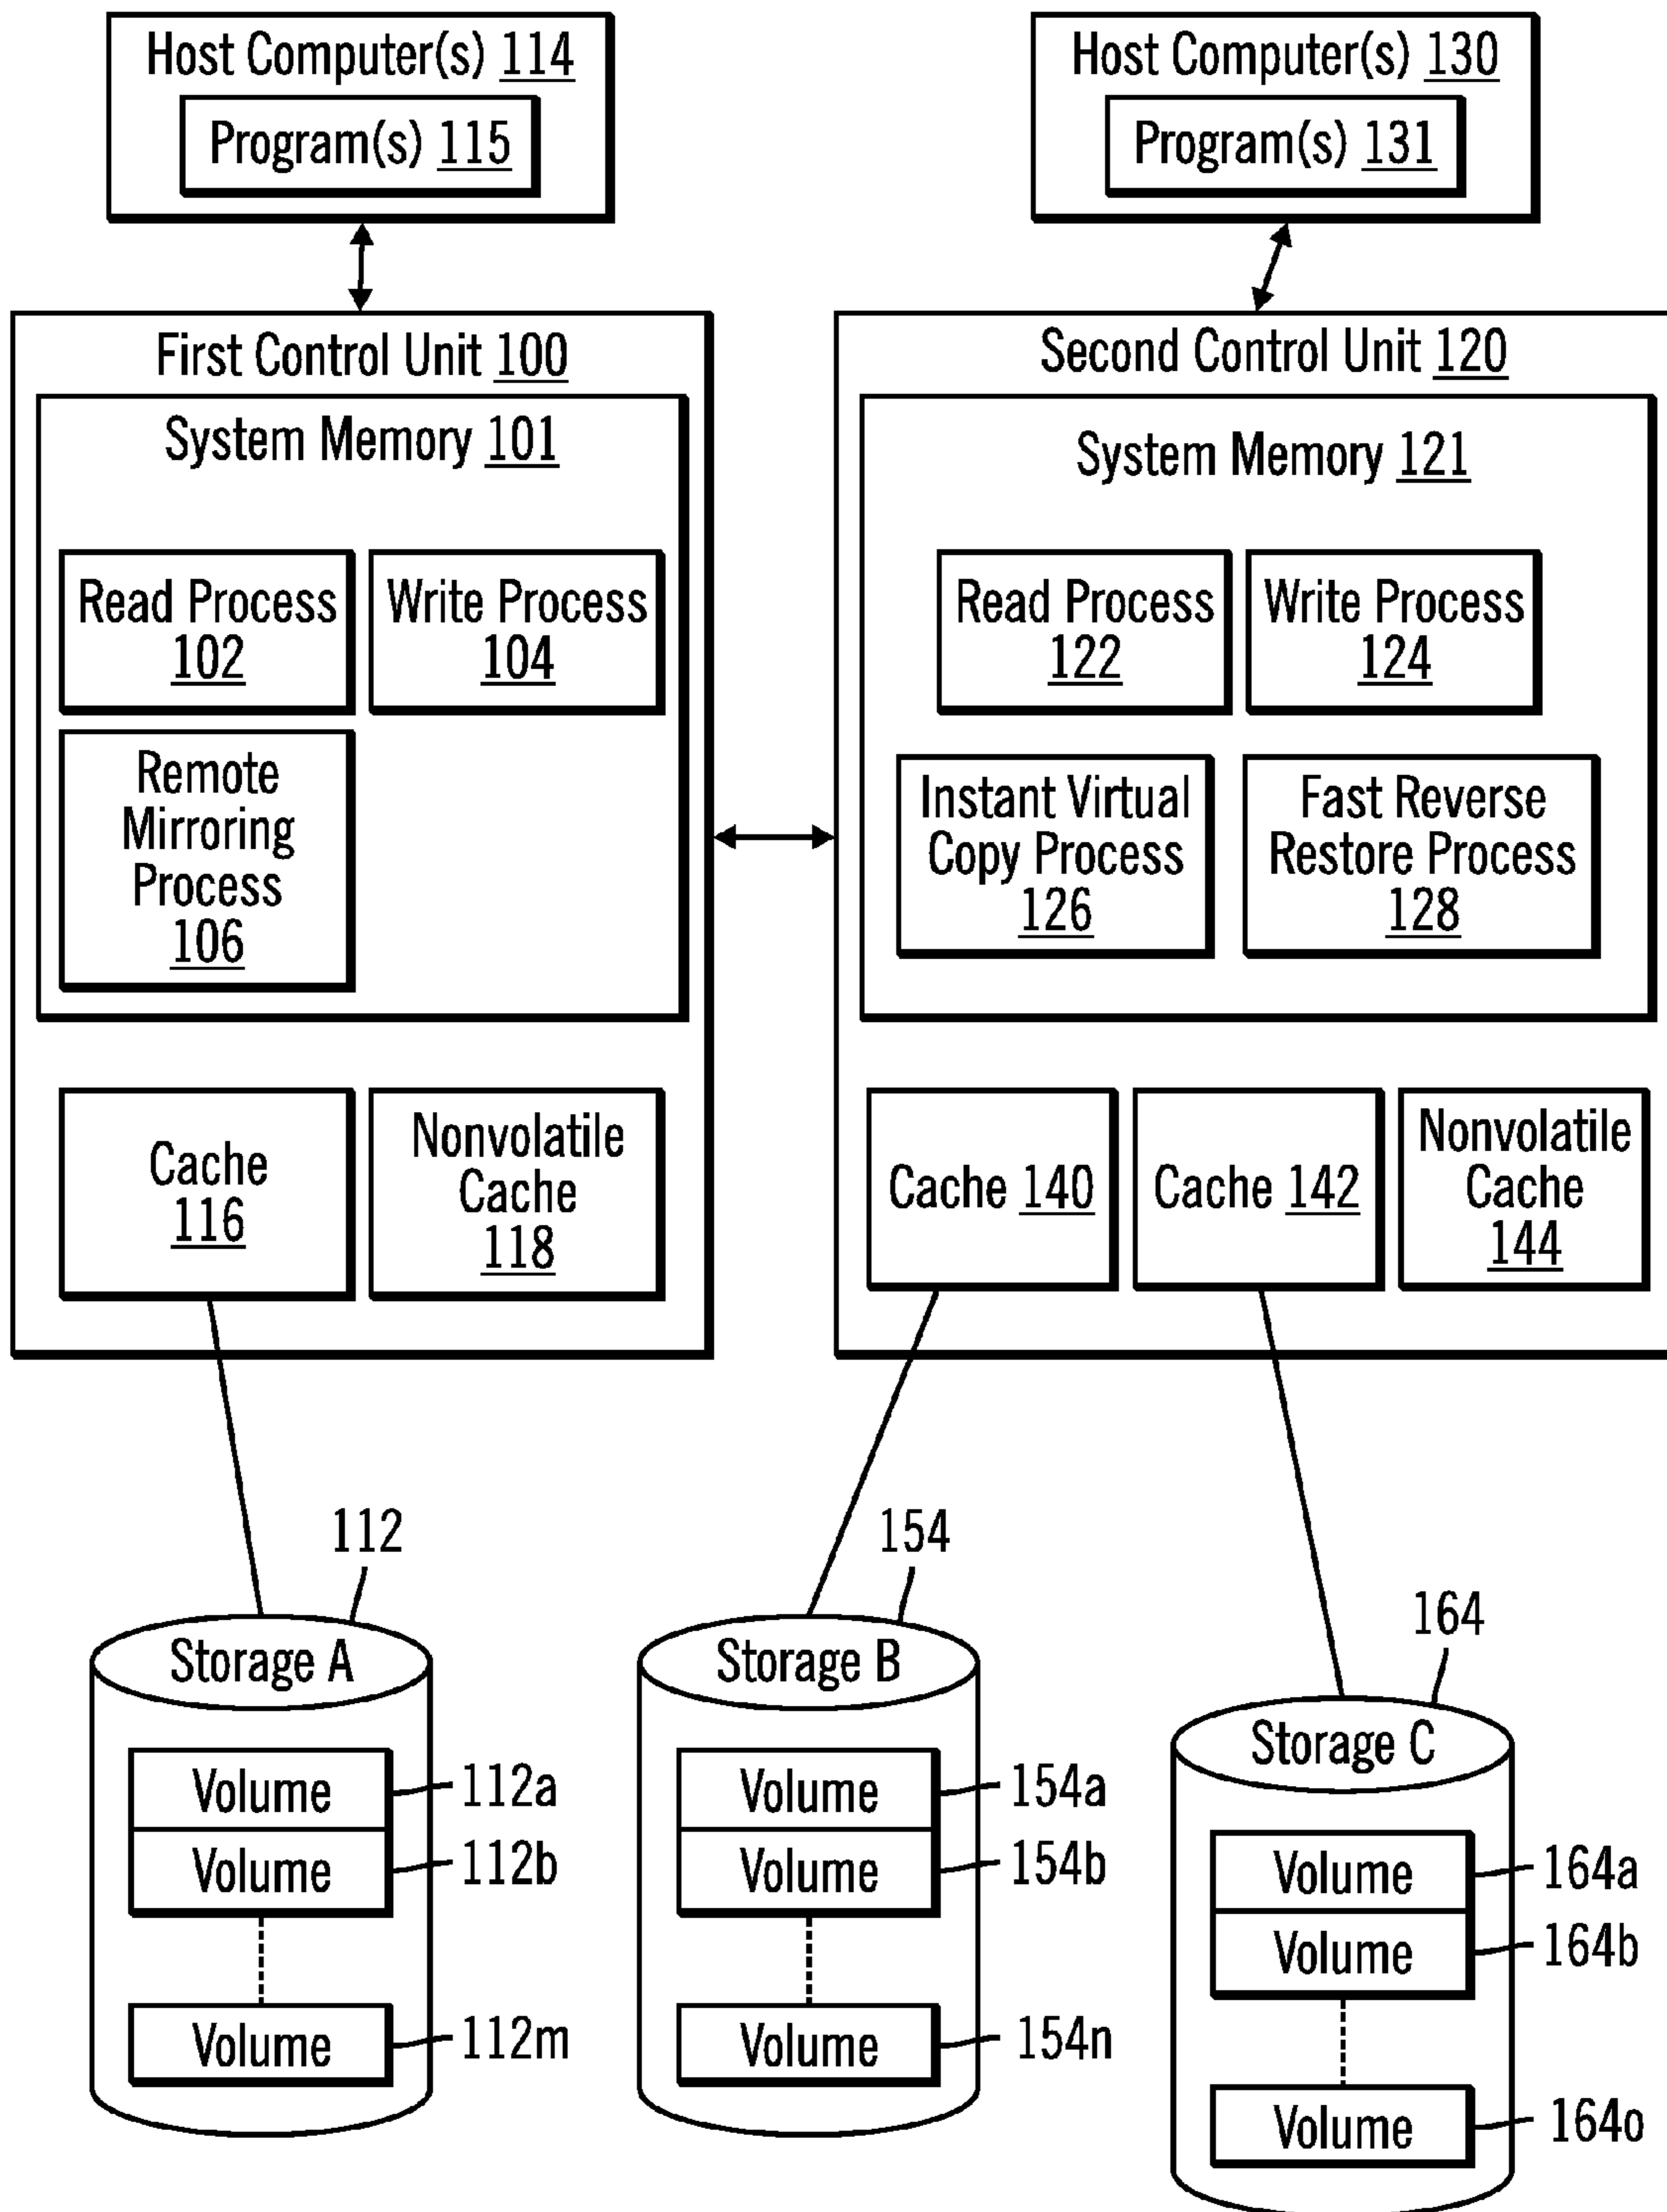 Host Computer(s) 114
Program(s) 115
Host Computer(s) 130
Program(s) 131
First Control Unit 100
System Memory 101
Read Process
102
Write Process
104
Remote
Mirroring
Process
106
Cache
116
Nonvolatile
Cache
118
Second Control Unit 120
System Memory 121
Read Process
122
Write Process
124
Instant Virtual
Copy Process
126
Fast Reverse
Restore Process
128
Cache 140
Cache 142
Nonvolatile
Cache
144
112
Storage A
Volume 112a
Volume 112b
Volume 112m
154
Storage B
Volume 154a
Volume 154b
Volume 154n
164
Storage C
Volume 164a
Volume 164b
Volume 164o